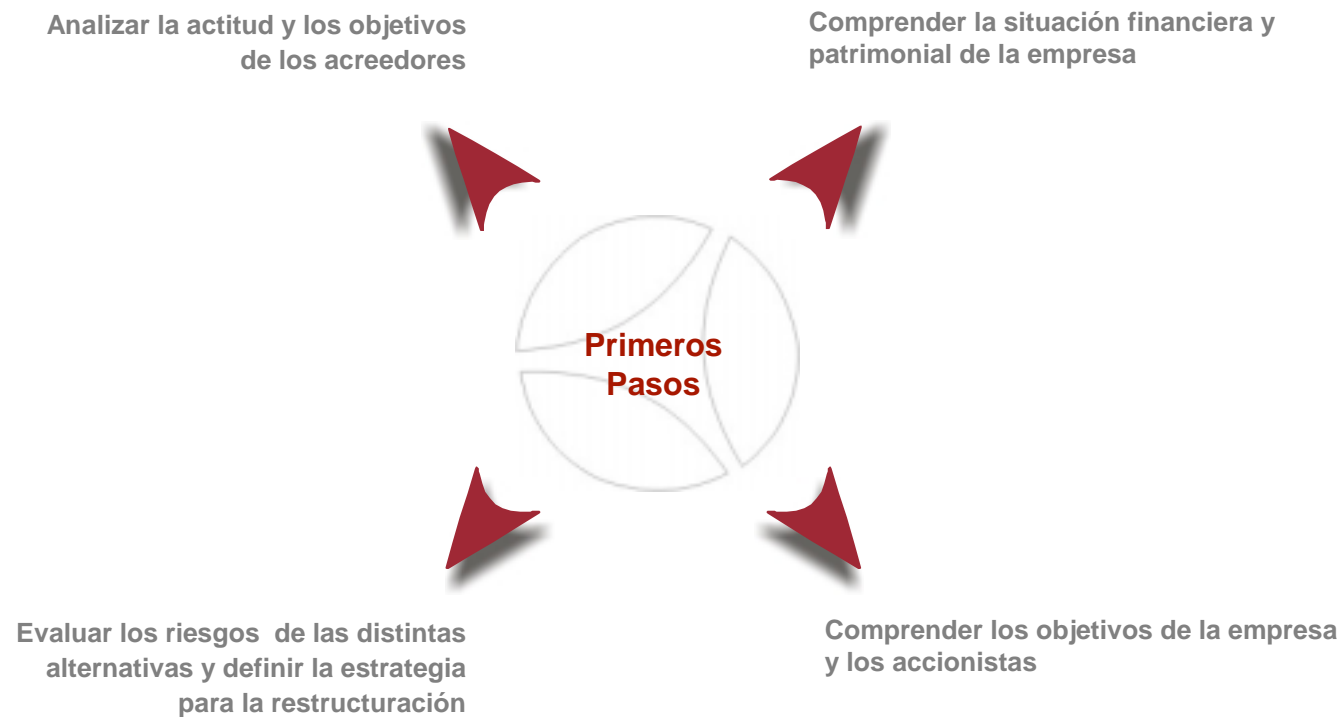 Analizar la actitud y los objetivos
de los acreedores
Comprender la situación financiera y
patrimonial de la empresa
Primeros
Pasos
Evaluar los riesgos  de las distintas
alternativas y definir la estrategia
para la restructuración
Comprender los objetivos de la empresa
y los accionistas